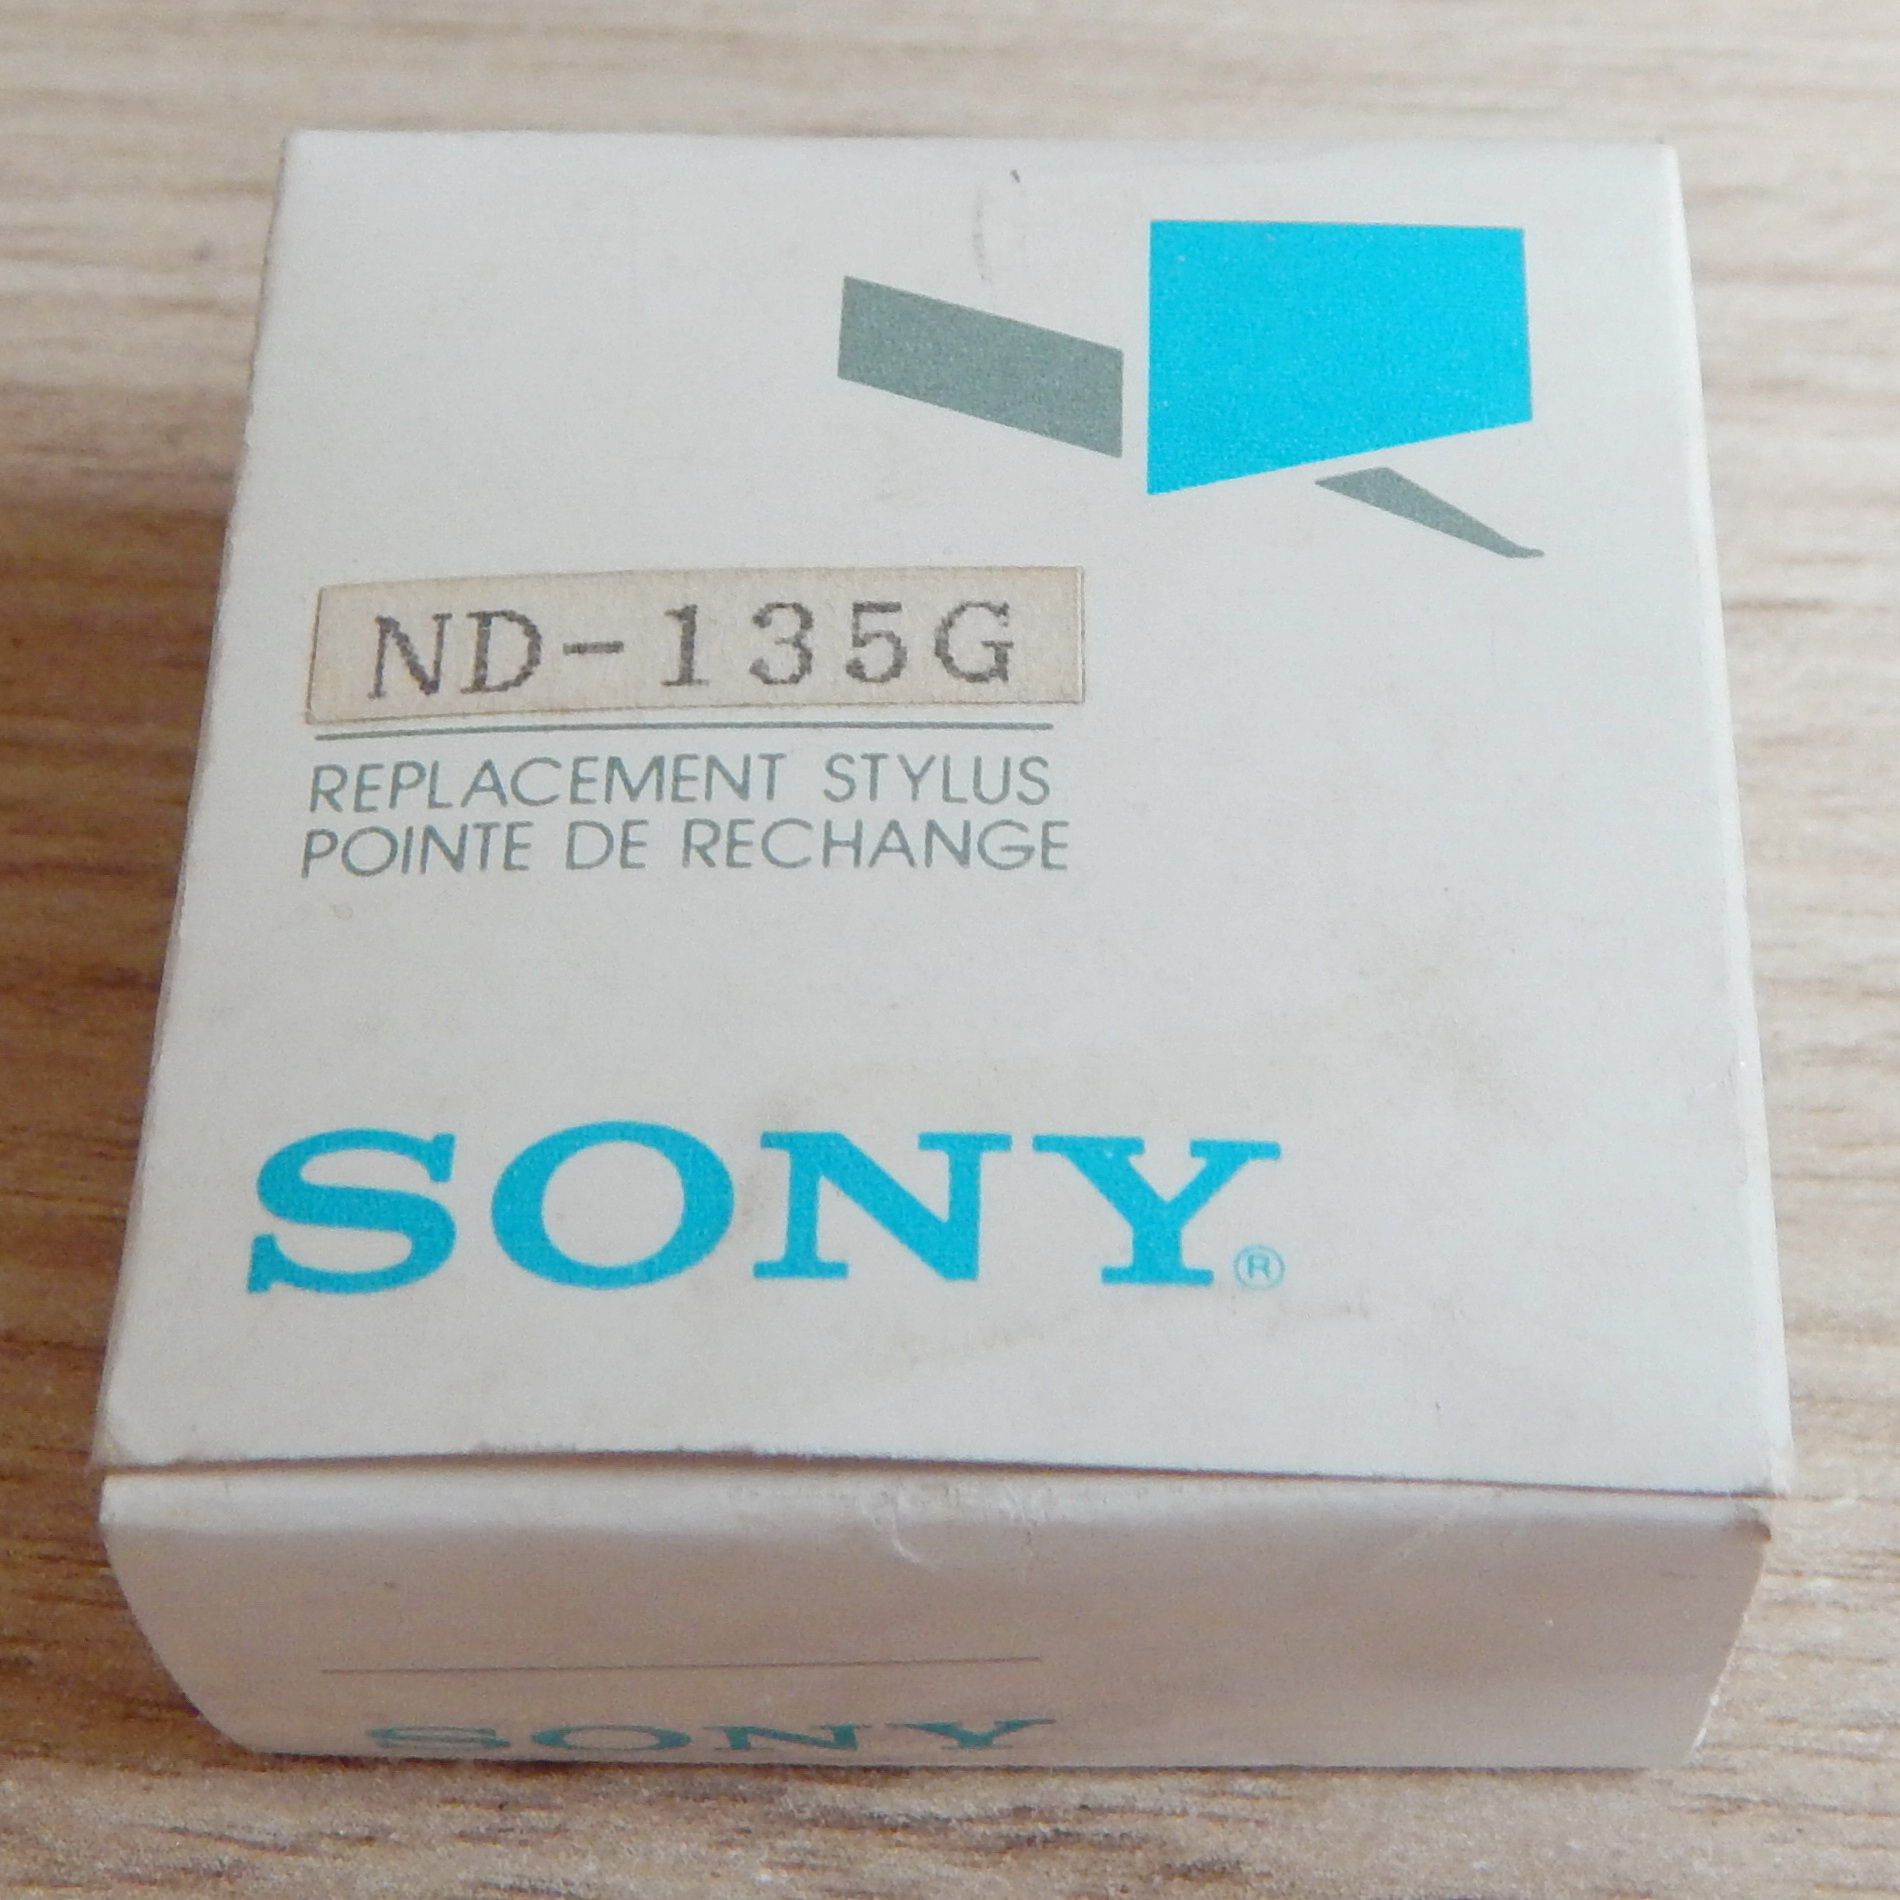 ND-135G
REPLACEMENT STYLUS
POINTE DE RECHANGE
SONY®
SONY